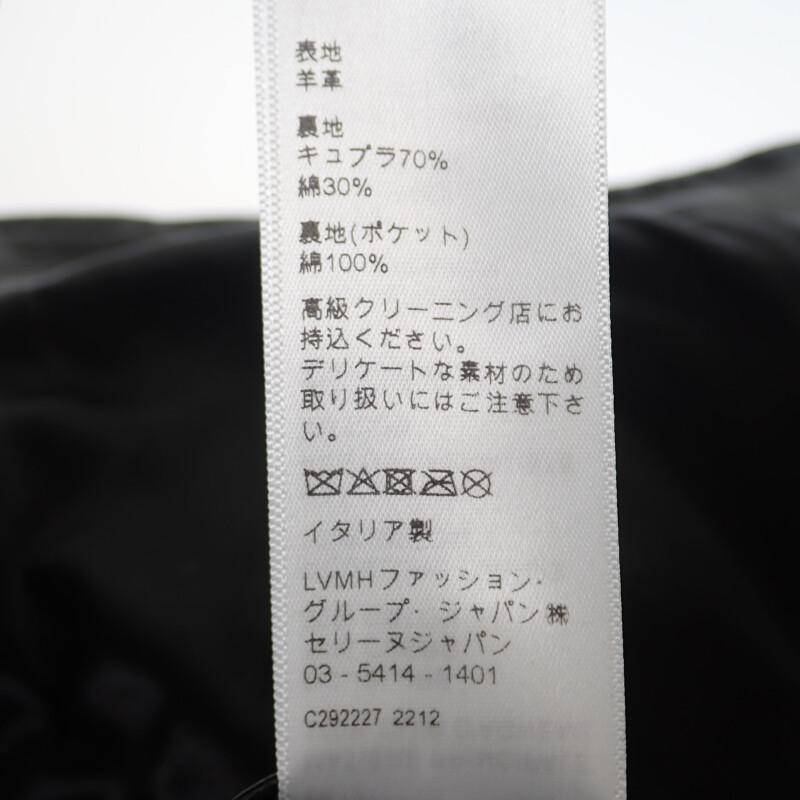 表地
羊革
裏地
キュプラ70%
綿30%
裏地(ポケット)
綿100%
高級クリーニング店にお
持込ください。
デリケートな素材のため
取り扱いにはご注意下さ
い。
イタリア製
LVMHファッション·
グループ· ジャパン㈱
セリーヌジャパン
03 - 5414 - 1401
C292227 2212